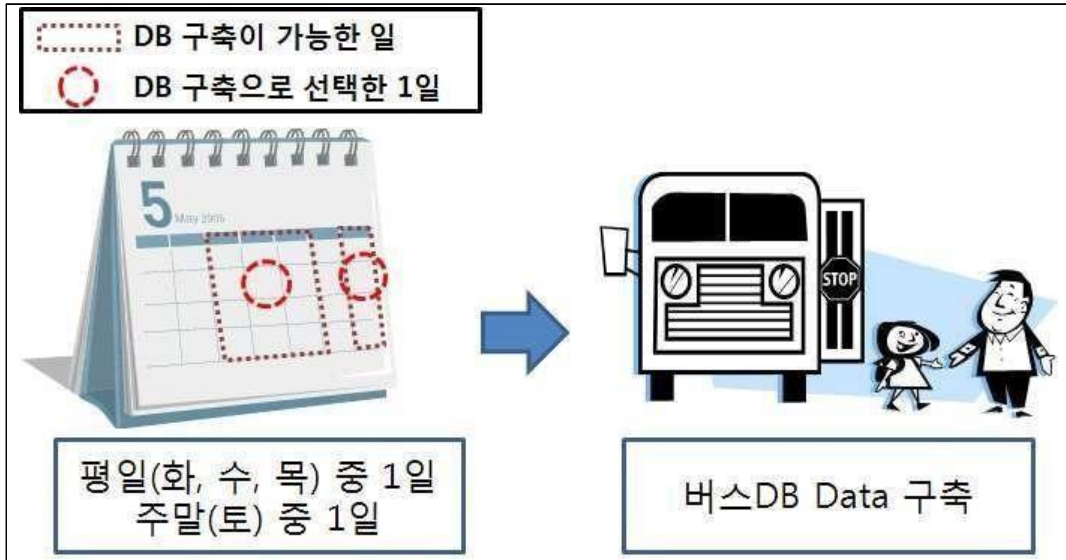 DB 구축이 가능한 일
DB 구축으로 선택한 1일
5
May 2005
STOP
평일(화, 수, 목) 중 1일
주말(토) 중 1일
버스DB Data 구축